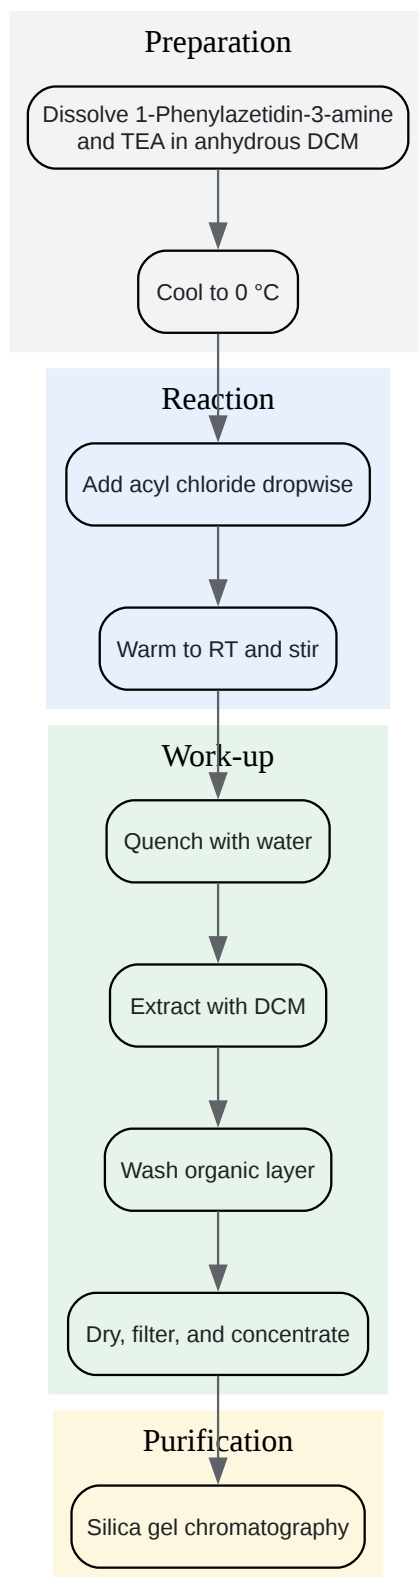 Preparation
Dissolve 1-Phenylazetidin-3-amine
and TEA in anhydrous DCM
Cool to 0 °C
Reaction
Add acyl chloride dropwise
Warm to RT and stir
Work-up
Quench with water
Extract with DCM
Wash organic layer
Dry, filter, and concentrate
Purification
Silica gel chromatography